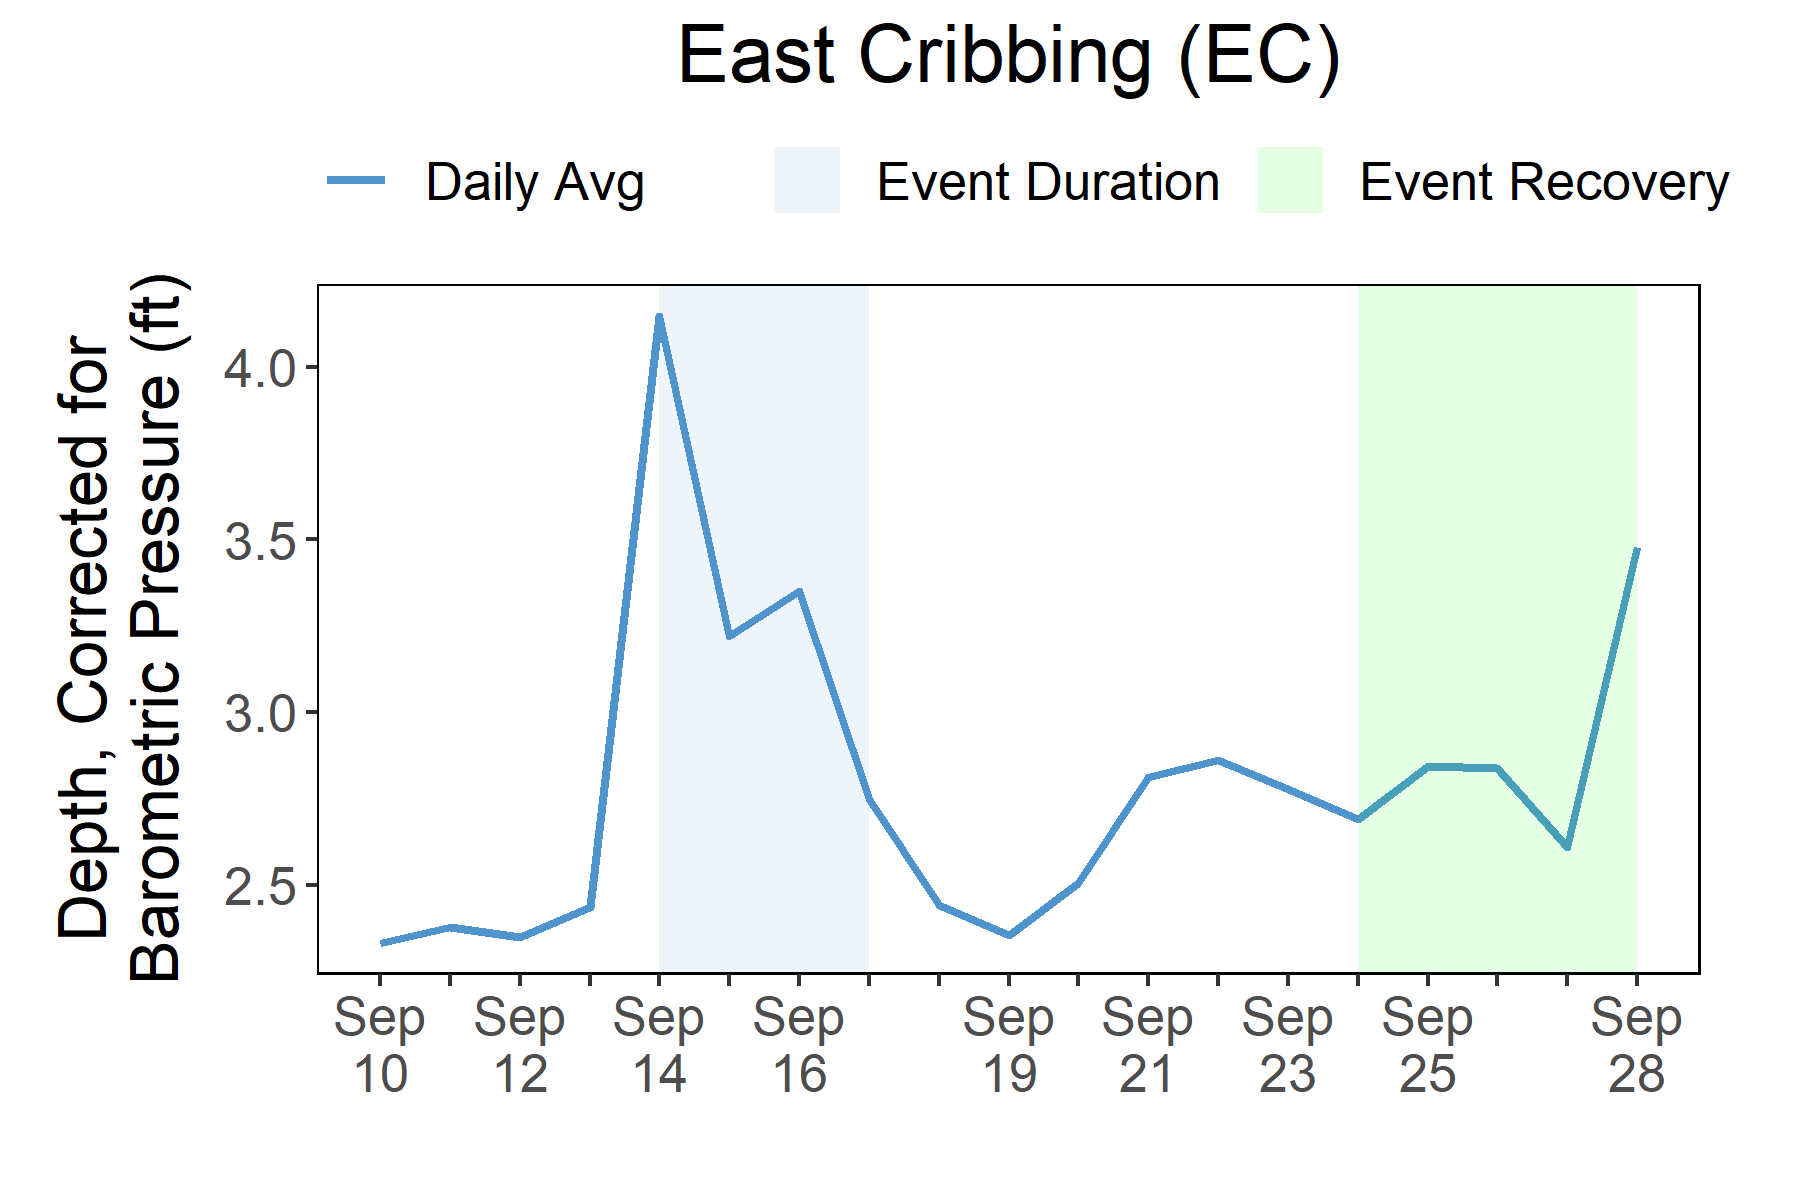 East Cribbing (EC)
Daily Avg
Event Duration
Event Recovery
Depth, Corrected for
Barometric Pressure (ft)
4.0
3.5
3.0
2.5
Sep
10
Sep
12
Sep
14
Sep
16
Sep
19
Sep
21
Sep
23
Sep
25
Sep
28